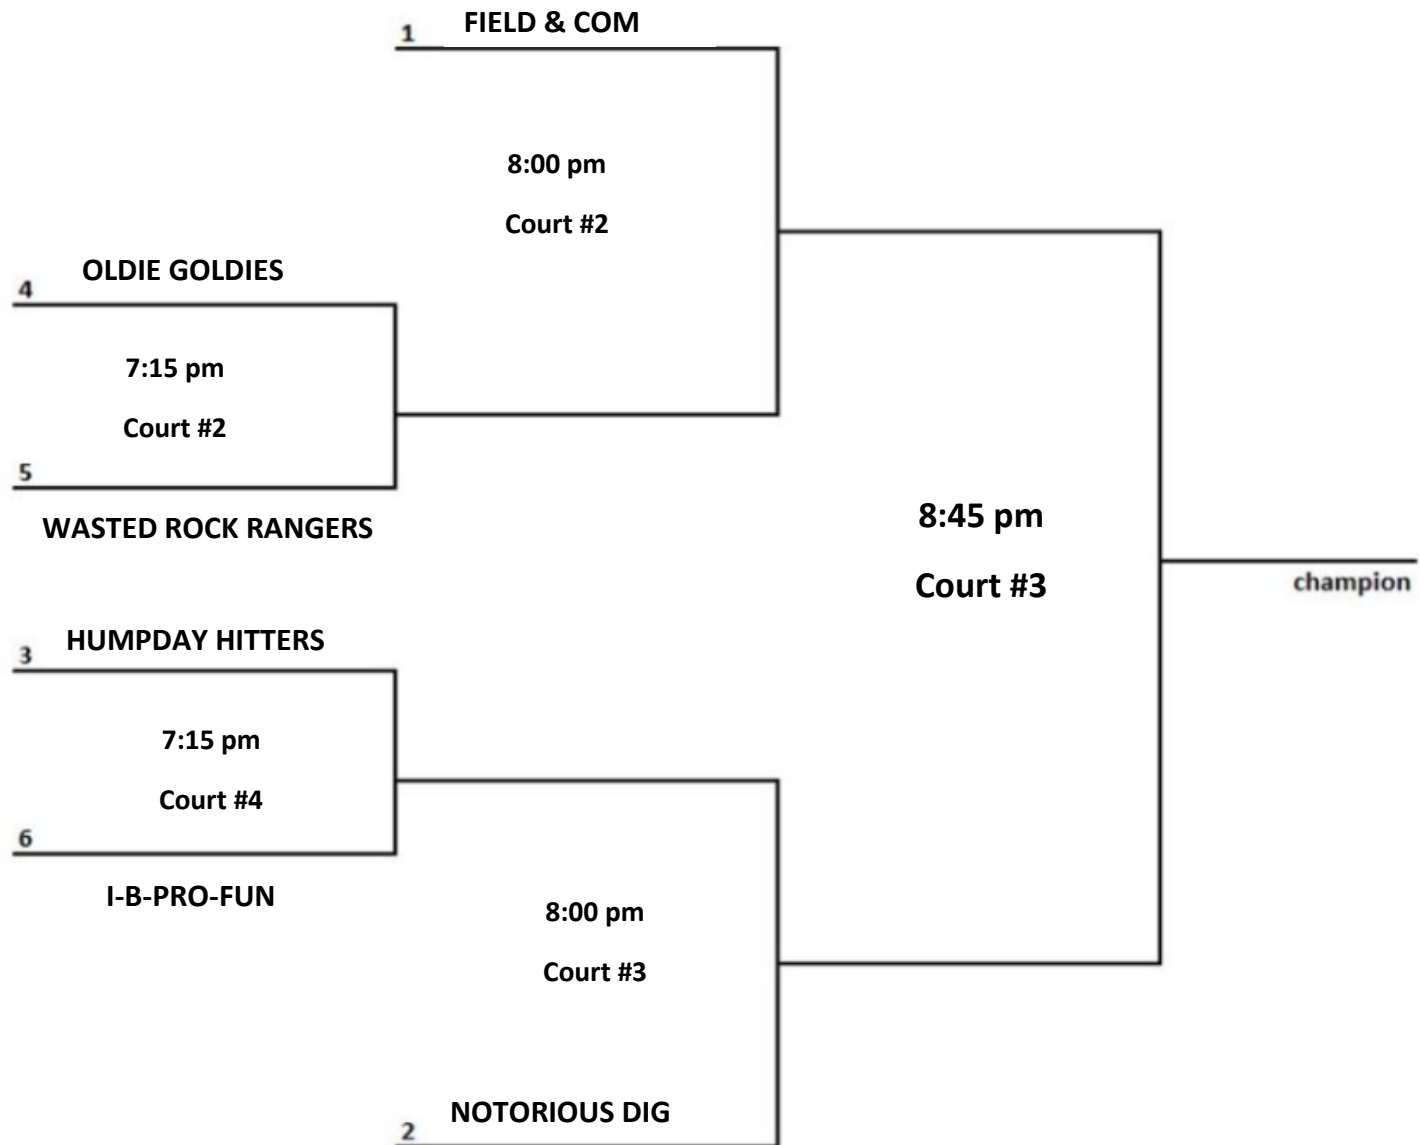 1
FIELD & COM
8:00 pm
Court #2
4
OLDIE GOLDIES
7:15 pm
Court #2
5
WASTED ROCK RANGERS
8:45 pm
Court #3
champion
3
HUMPDAY HITTERS
7:15 pm
Court #4
6
I-B-PRO-FUN
8:00 pm
Court #3
2
NOTORIOUS DIG